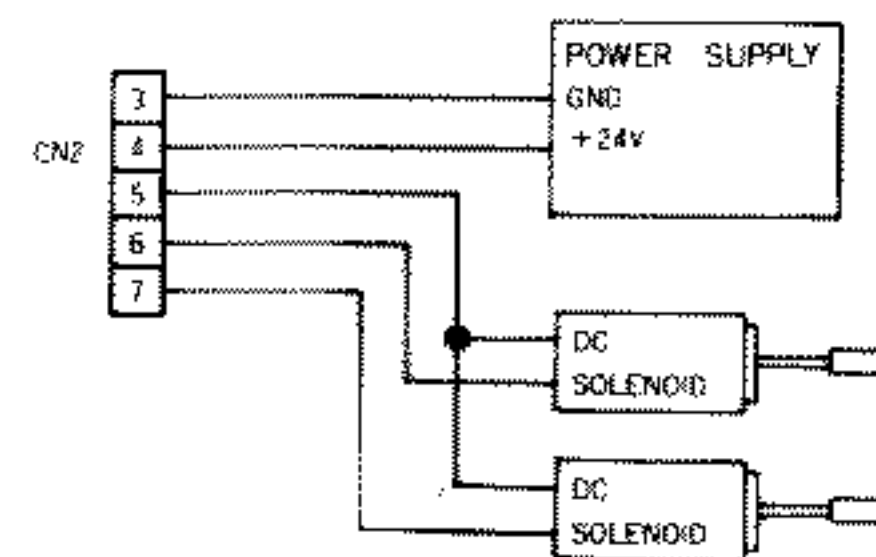 POWER SUPPLY
3
GND
CN2
4
+24V
5
6
7
DC
SOLENOID
DC
SOLENOID